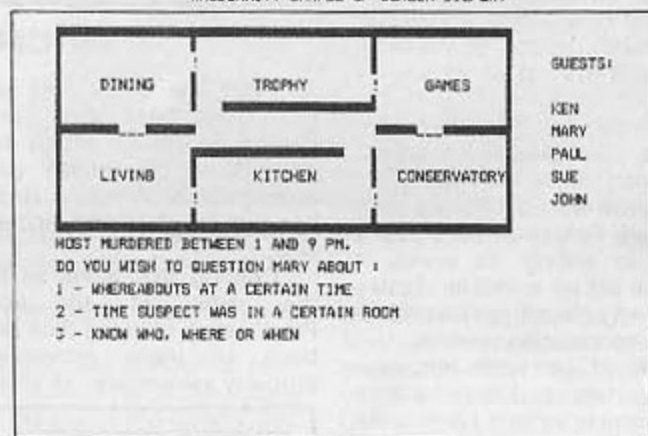 DINING TROPHY GAMES
LIVING KITCHEN CONSERVATORY
GUESTS:
KEN
MARY
PAUL
SUE
JOHN
HOST MURDERED BETWEEN 1 AND 9 PM.
DO YOU WISH TO QUESTION MARY ABOUT :
1 - WHEREABOUTS AT A CERTAIN TIME
2 - TIME SUSPECT WAS IN A CERTAIN ROOM
3 - KNOW WHO, WHERE OR WHEN